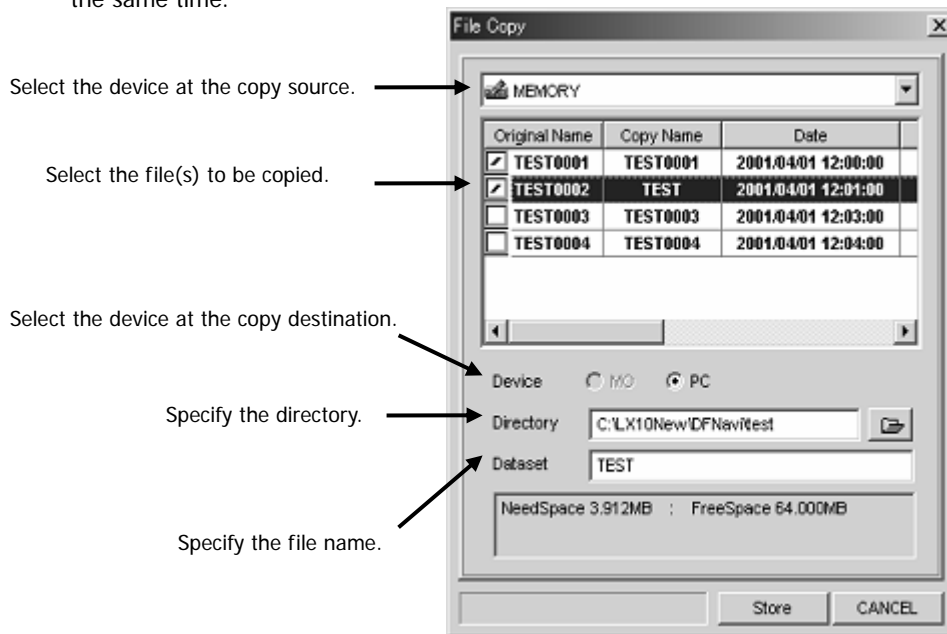 the same time.
File Copy
Select the device at the copy source.
MEMORY
Original Name Copy Name Date
TEST0001 TEST0001 2001/04/01 12:00:00
Select the file(s) to be copied.
TEST0002 TEST 2001/04/01 12:01:00
TEST0003 TEST0003 2001/04/01 12:03:00
TEST0004 TEST0004 2001/04/01 12:04:00
Select the device at the copy destination.
Device MO PC
Specify the directory.
Directory C:\LX10New\DFNavi\test
Dataset TEST
NeedSpace 3.912MB : FreeSpace 64.000MB
Specify the file name.
Store CANCEL